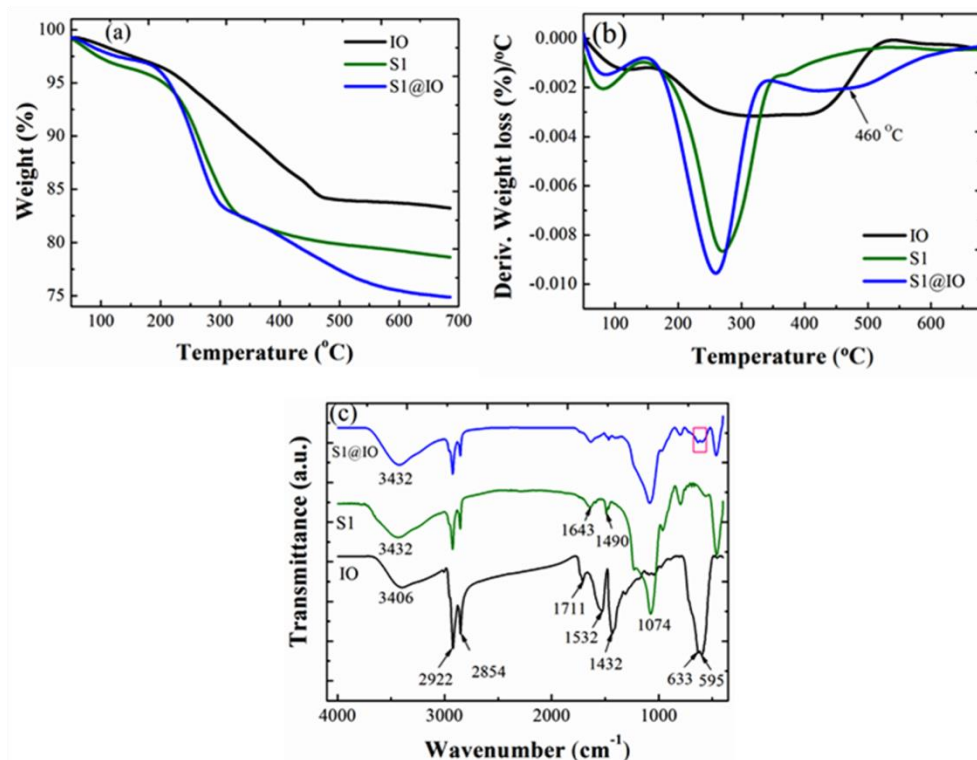 (a)
IO
S1
S1@IO
100
95
90
85
80
75
Weight (%)
100 200 300 400 500 600 700
Temperature (°C)
(b)
0.000
-0.002
-0.004
-0.006
-0.008
-0.010
Deriv. Weight loss (%)/°C
460 °C
IO
S1
S1@IO
100 200 300 400 500 600
Temperature (°C)
(c)
Transmittance (a.u.)
S1@IO
3432
S1
3432
1643
1490
IO
3406
2922
2854
1711
1532
1432
1074
633 595
4000 3000 2000 1000
Wavenumber (cm⁻¹)